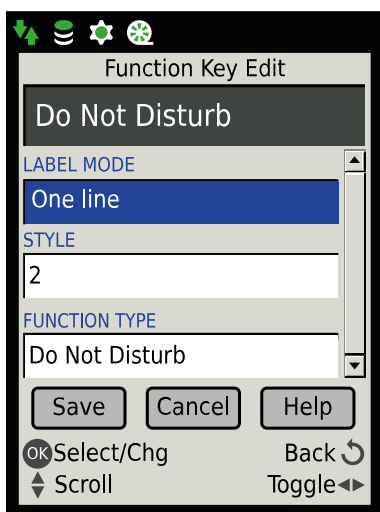 Function Key Edit
Do Not Disturb
LABEL MODE
One line
STYLE
2
FUNCTION TYPE
Do Not Disturb
Save Cancel Help
OK Select/Chg Back
Scroll Toggle